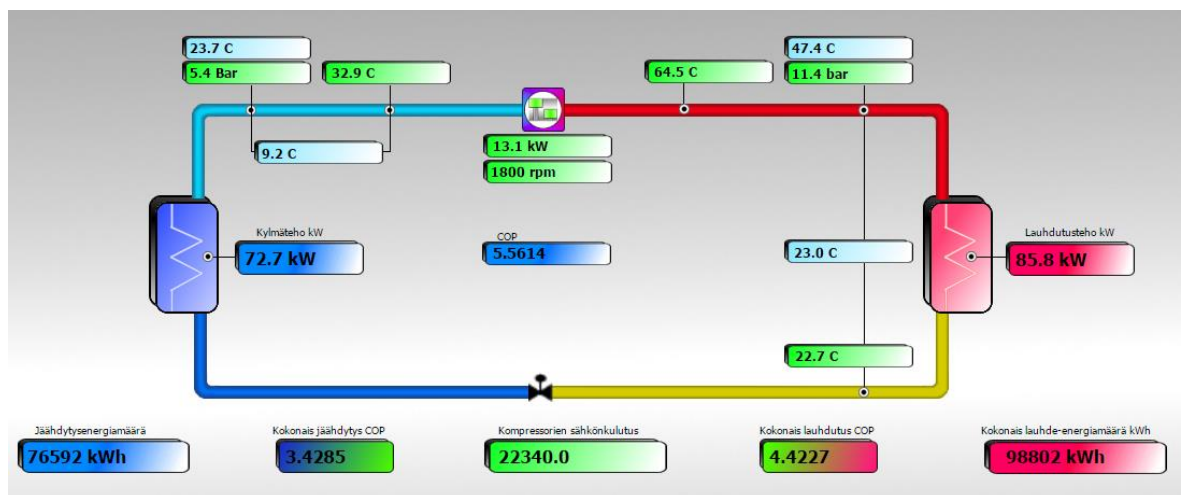 23.7 C
5.4 Bar
32.9 C
9.2 C
64.5 C
47.4 C
11.4 bar
13.1 kW
1800 rpm
Kylmäteho kW
72.7 kW
COP
5.5614
23.0 C
Lauhdutusteho kW
85.8 kW
22.7 C
Jäähdytysenergiamäärä
76592 kWh
Kokonais jäähdytys COP
3.4285
Kompressorien sähkönkulutus
22340.0
Kokonais lauhdutus COP
4.4227
Kokonais lauhde-energiamäärä kWh
98802 kWh